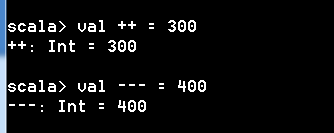 scala> val ++ = 300
++: Int = 300
scala> val --- = 400
---: Int = 400